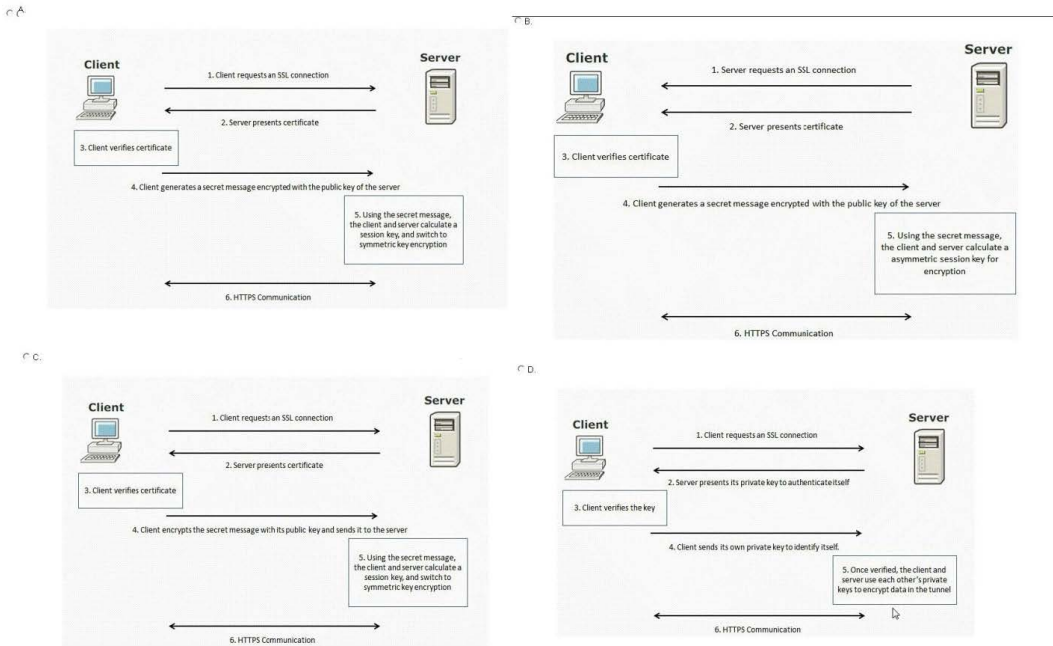 A.
Client
Server
1. Client requests an SSL connection
2. Server presents certificate
3. Client verifies certificate
4. Client generates a secret message encrypted with the public key of the server
5. Using the secret message,
the client and server calculate a
session key, and switch to
symmetric key encryption
6. HTTPS Communication
B.
Client
Server
1. Server requests an SSL connection
2. Server presents certificate
3. Client verifies certificate
4. Client generates a secret message encrypted with the public key of the server
5. Using the secret message,
the client and server calculate a
asymmetric session key for
encryption
6. HTTPS Communication
C.
Client
Server
1. Client requests an SSL connection
2. Server presents certificate
3. Client verifies certificate
4. Client encrypts the secret message with its public key and sends it to the server
5. Using the secret message,
the client and server calculate a
session key, and switch to
symmetric key encryption
6. HTTPS Communication
D.
Client
Server
1. Client requests an SSL connection
2. Server presents its private key to authenticate itself
3. Client verifies the key
4. Client sends its own private key to identify itself.
5. Once verified, the client and
server use each other's private
keys to encrypt data in the tunnel
6. HTTPS Communication